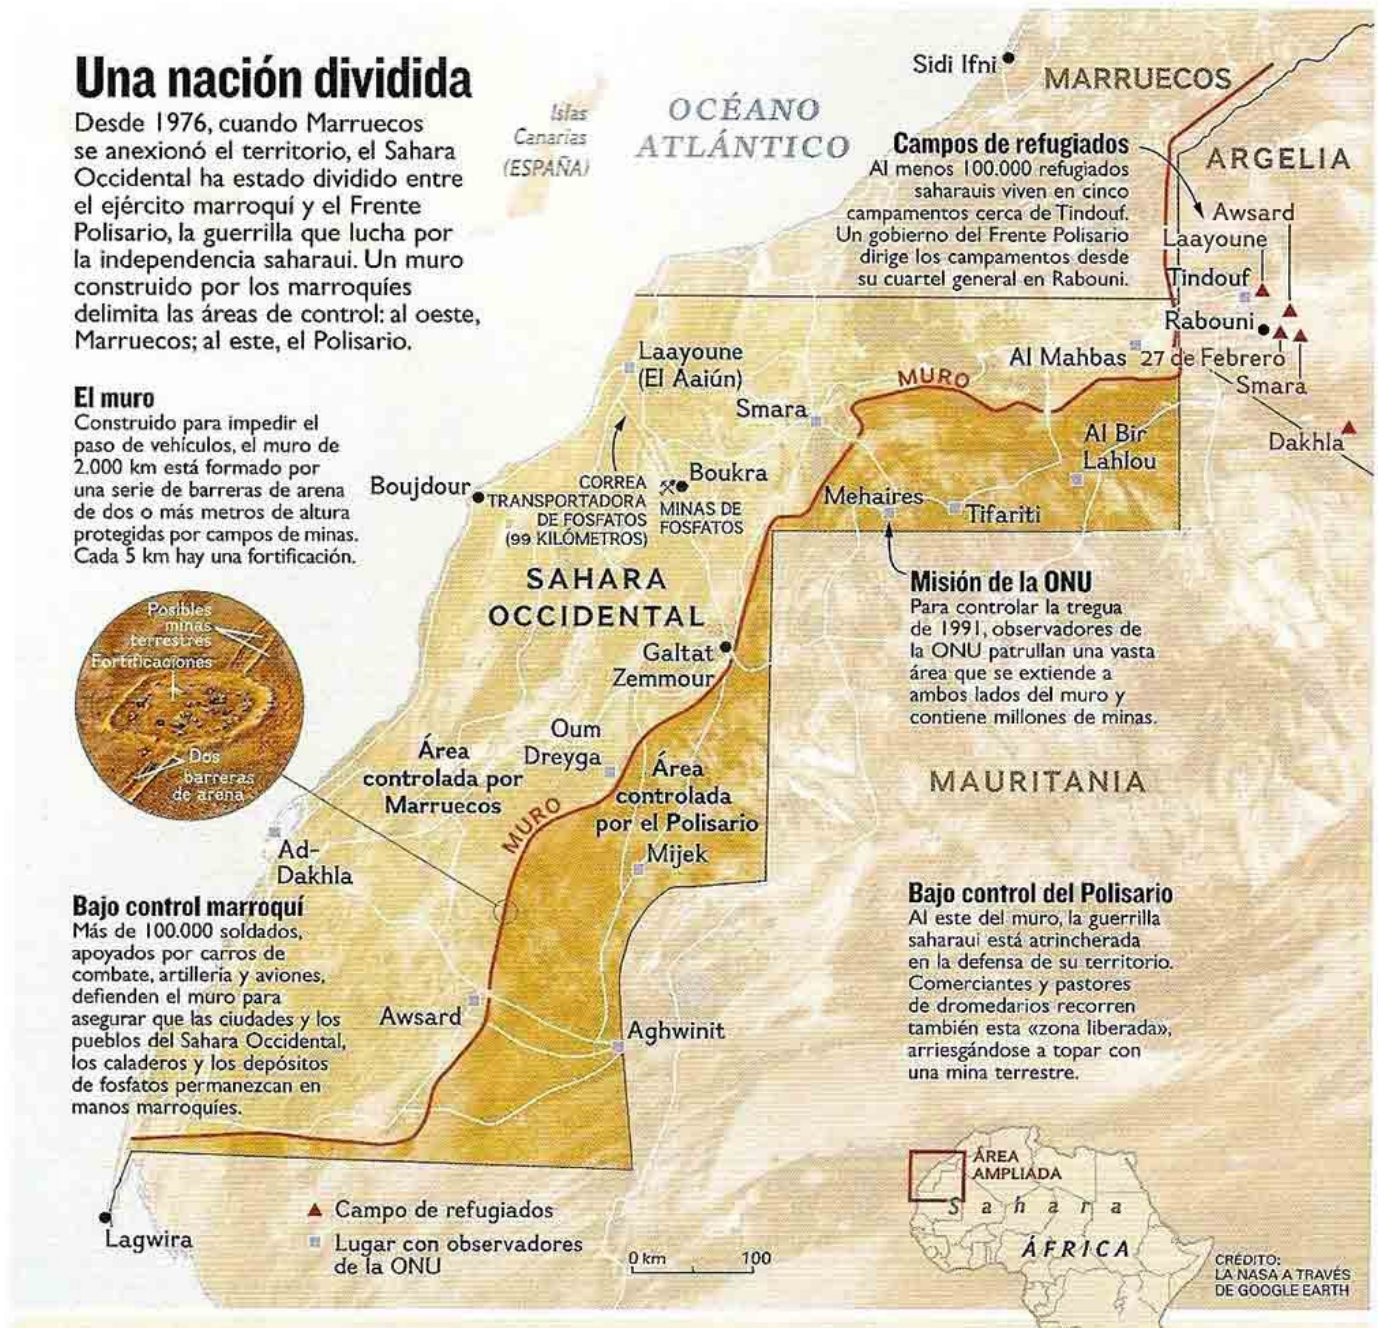 Una nación dividida
Desde 1976, cuando Marruecos
se anexionó el territorio, el Sahara
Occidental ha estado dividido entre
el ejército marroquí y el Frente
Polisario, la guerrilla que lucha por
la independencia saharaui. Un muro
construido por los marroquíes
delimita las áreas de control: al oeste,
Marruecos; al este, el Polisario.
El muro
Construido para impedir el
paso de vehículos, el muro de
2.000 km está formado por
una serie de barreras de arena
de dos o más metros de altura
protegidas por campos de minas.
Cada 5 km hay una fortificación.
Posibles
minas
terrestres
Fortificaciones
Dos
barreras
de arena
Bajo control marroquí
Más de 100.000 soldados,
apoyados por carros de
combate, artillería y aviones,
defienden el muro para
asegurar que las ciudades y los
pueblos del Sahara Occidental,
los caladeros y los depósitos
de fosfatos permanezcan en
manos marroquíes.
Islas
Canarias
(ESPAÑA)
OCÉANO
ATLÁNTICO
Sidi Ifni
MARRUECOS
ARGELIA
Campos de refugiados
Al menos 100.000 refugiados
saharauis viven en cinco
campamentos cerca de Tindouf.
Un gobierno del Frente Polisario
dirige los campamentos desde
su cuartel general en Rabouni.
Awsard
Laayoune
Tindouf
Rabouni
27 de Febrero
Smara
Dakhla
Al Mahbas
Laayoune
(El Aaiún)
MURO
Smara
Al Bir
Lahlou
Boujdour
CORREA
TRANSPORTADORA
DE FOSFATOS
(99 KILÓMETROS)
Boukra
MINAS DE
FOSFATOS
Mehaires
Tifariti
SAHARA
OCCIDENTAL
Galtat
Zemmour
Misión de la ONU
Para controlar la tregua
de 1991, observadores de
la ONU patrullan una vasta
área que se extiende a
ambos lados del muro y
contiene millones de minas.
Oum
Dreyga
Área
controlada por
Marruecos
Área
controlada
por el Polisario
MURO
MAURITANIA
Mijek
Ad-
Dakhla
Awsard
Aghwinit
Bajo control del Polisario
Al este del muro, la guerrilla
saharaui está atrincherada
en la defensa de su territorio.
Comerciantes y pastores
de dromedarios recorren
también esta «zona liberada»,
arriesgándose a topar con
una mina terrestre.
Lagwira
Campo de refugiados
Lugar con observadores
de la ONU
0 km 100
ÁREA
AMPLIADA
Sahara
ÁFRICA
CRÉDITO:
LA NASA A TRAVÉS
DE GOOGLE EARTH